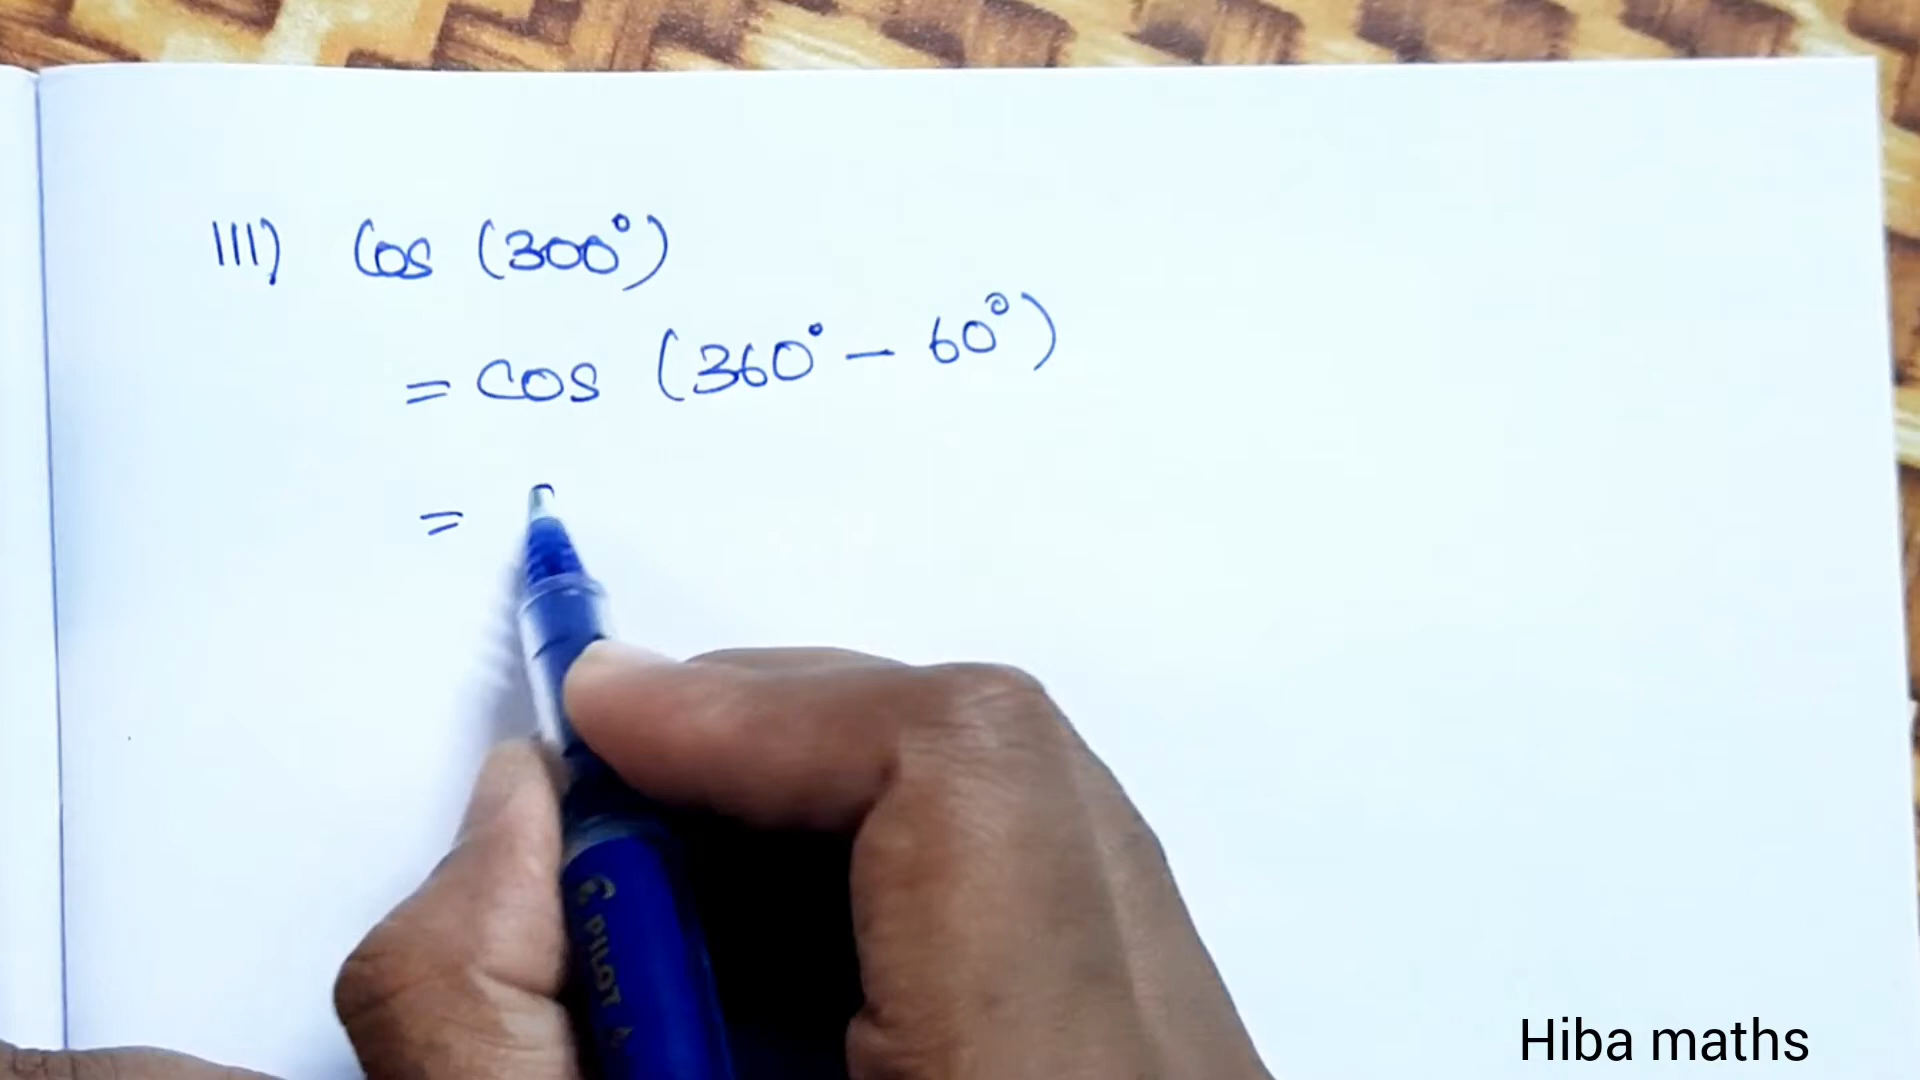 III) Cos (300°)
= cos (360° - 60°)
=
PILOT
Hiba maths